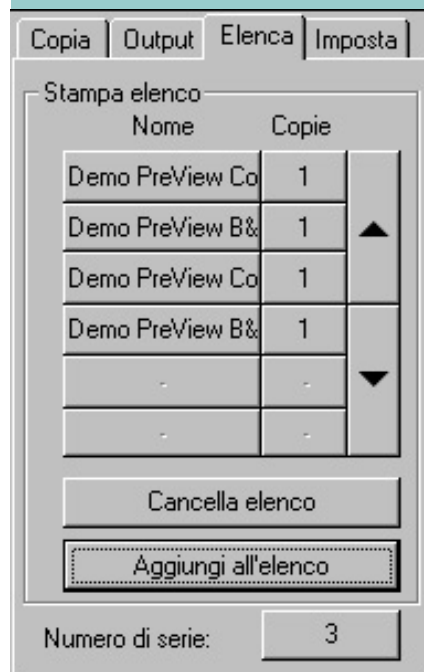 Copia Output Elenca Imposta
Stampa elenco
Nome Copie
Demo PreView Co 1
Demo PreView B& 1
Demo PreView Co 1
Demo PreView B& 1
- -
- -
Cancella elenco
Aggiungi all'elenco
Numero di serie: 3